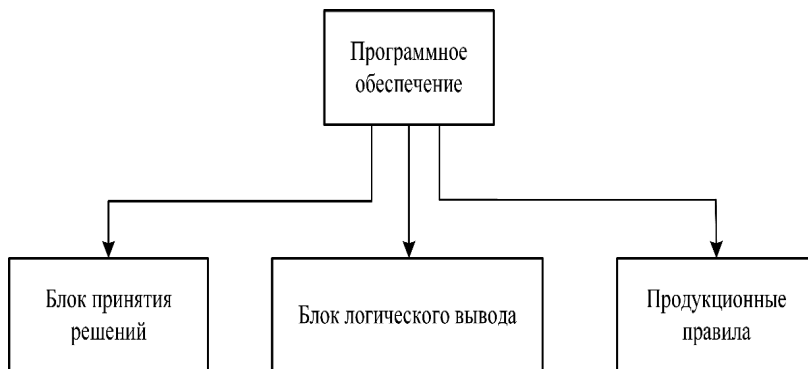 Программное
обеспечение
Блок принятия
решений
Блок логического вывода
Продукционные
правила